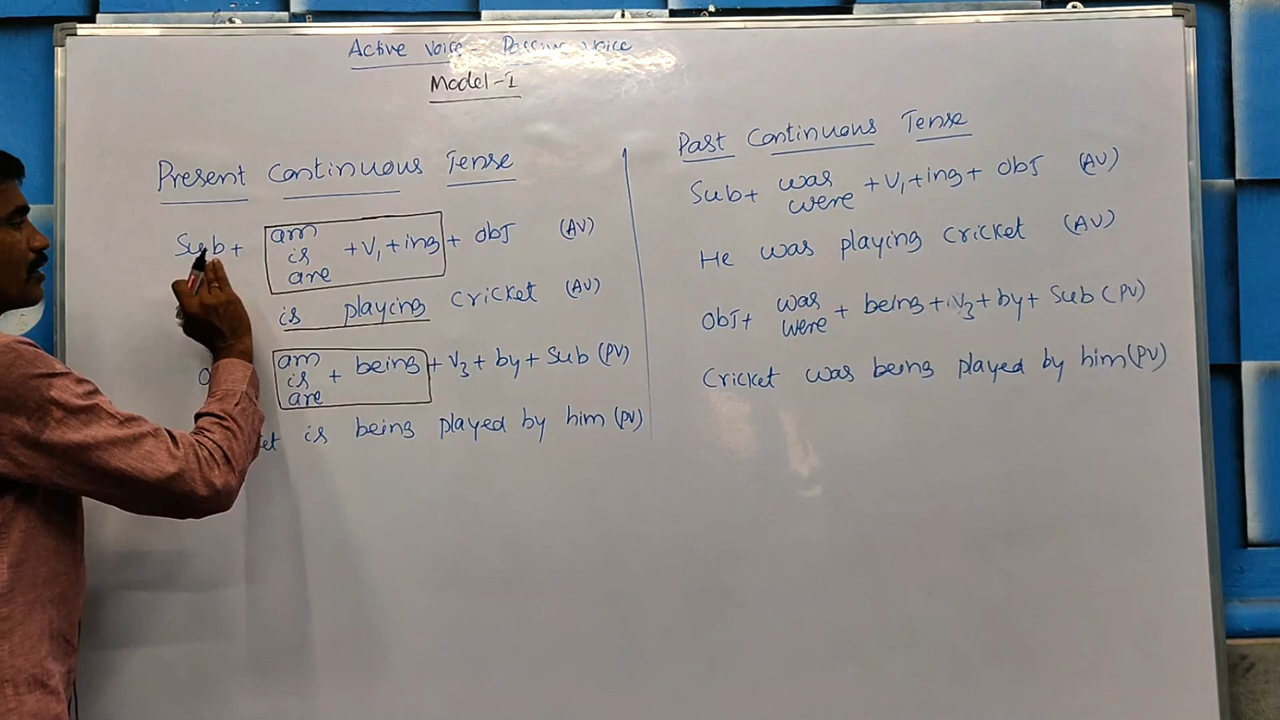 Active Voice - Passive Voice
Model-I
Present Continuous Tense
Sub + am is are + V1 + ing + obj (AV)
is playing cricket (AV)
am is are + being + V3 + by + Sub (PV)
is being played by him (PV)
Past Continuous Tense
Sub + was were + V1 + ing + obj (AV)
He was playing cricket (AV)
Obj + was were + being + V3 + by + Sub (PV)
Cricket was being played by him (PV)